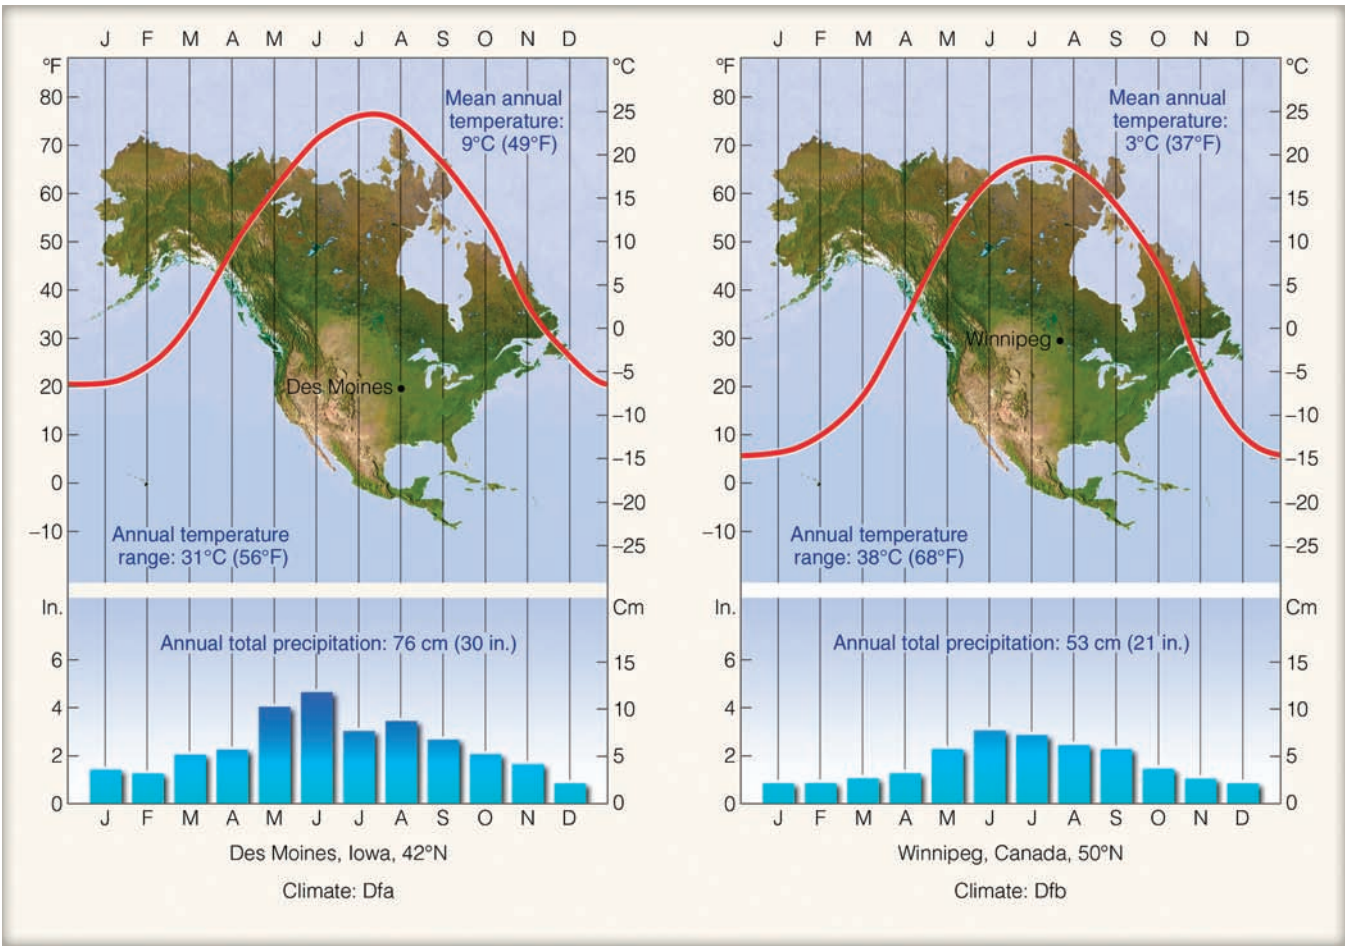 J F M A M J J A S O N D
°F
°C
80
70
60
50
40
30
20
10
0
–10
25
20
15
10
5
0
–5
–10
–15
–20
–25
Mean annual
temperature:
9°C (49°F)
Des Moines
Annual temperature
range: 31°C (56°F)
In.
Cm
Annual total precipitation: 76 cm (30 in.)
6
4
2
0
15
10
5
0
J F M A M J J A S O N D
Des Moines, Iowa, 42°N
Climate: Dfa
J F M A M J J A S O N D
°F
°C
80
70
60
50
40
30
20
10
0
–10
25
20
15
10
5
0
–5
–10
–15
–20
–25
Mean annual
temperature:
3°C (37°F)
Winnipeg
Annual temperature
range: 38°C (68°F)
In.
Cm
Annual total precipitation: 53 cm (21 in.)
6
4
2
0
15
10
5
0
J F M A M J J A S O N D
Winnipeg, Canada, 50°N
Climate: Dfb